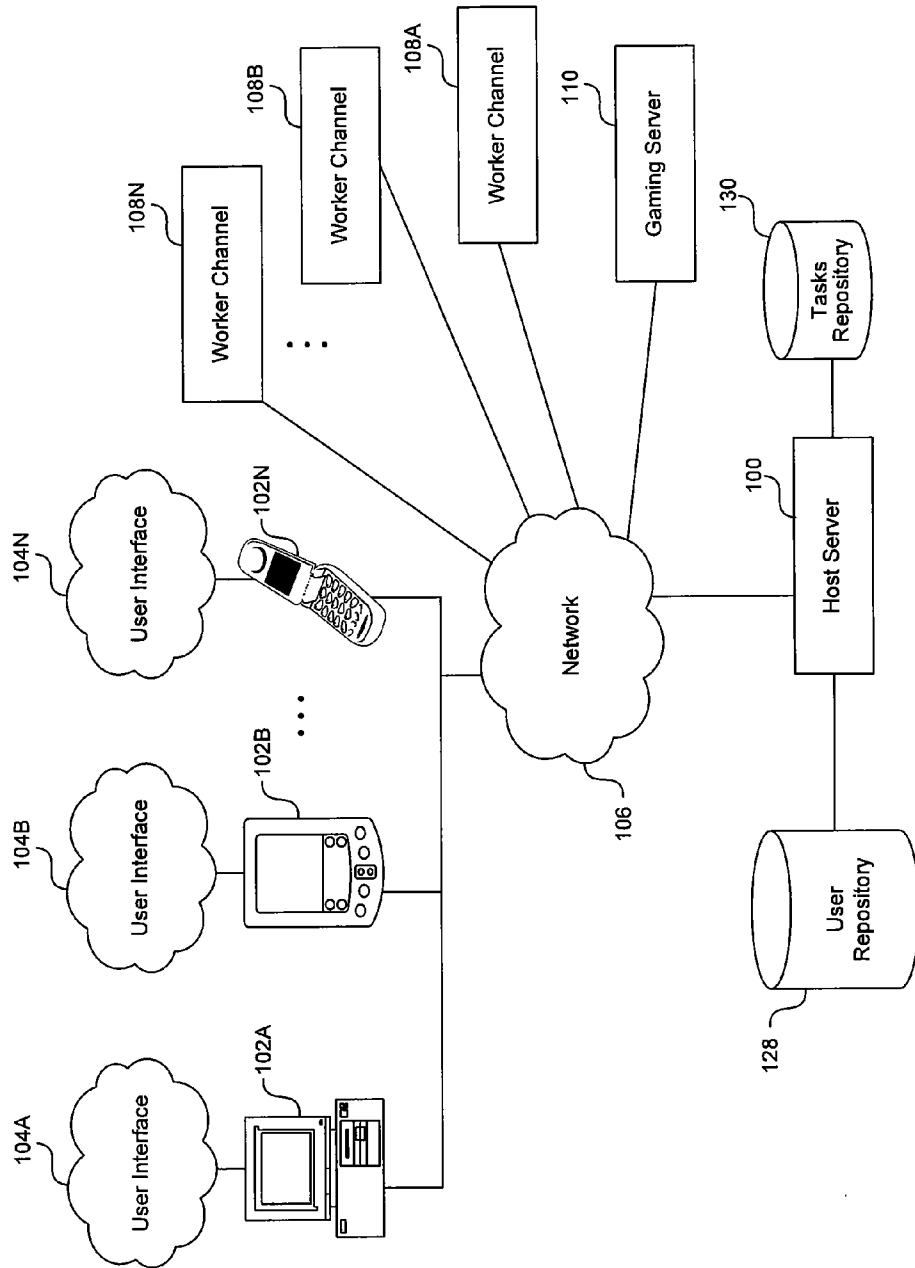 104A
User Interface
102A
104B
User Interface
102B
...
104N
User Interface
102N
108N
Worker Channel
...
108B
Worker Channel
108A
Worker Channel
110
Gaming Server
Network
106
128
User
Repository
100
Host Server
130
Tasks
Repository